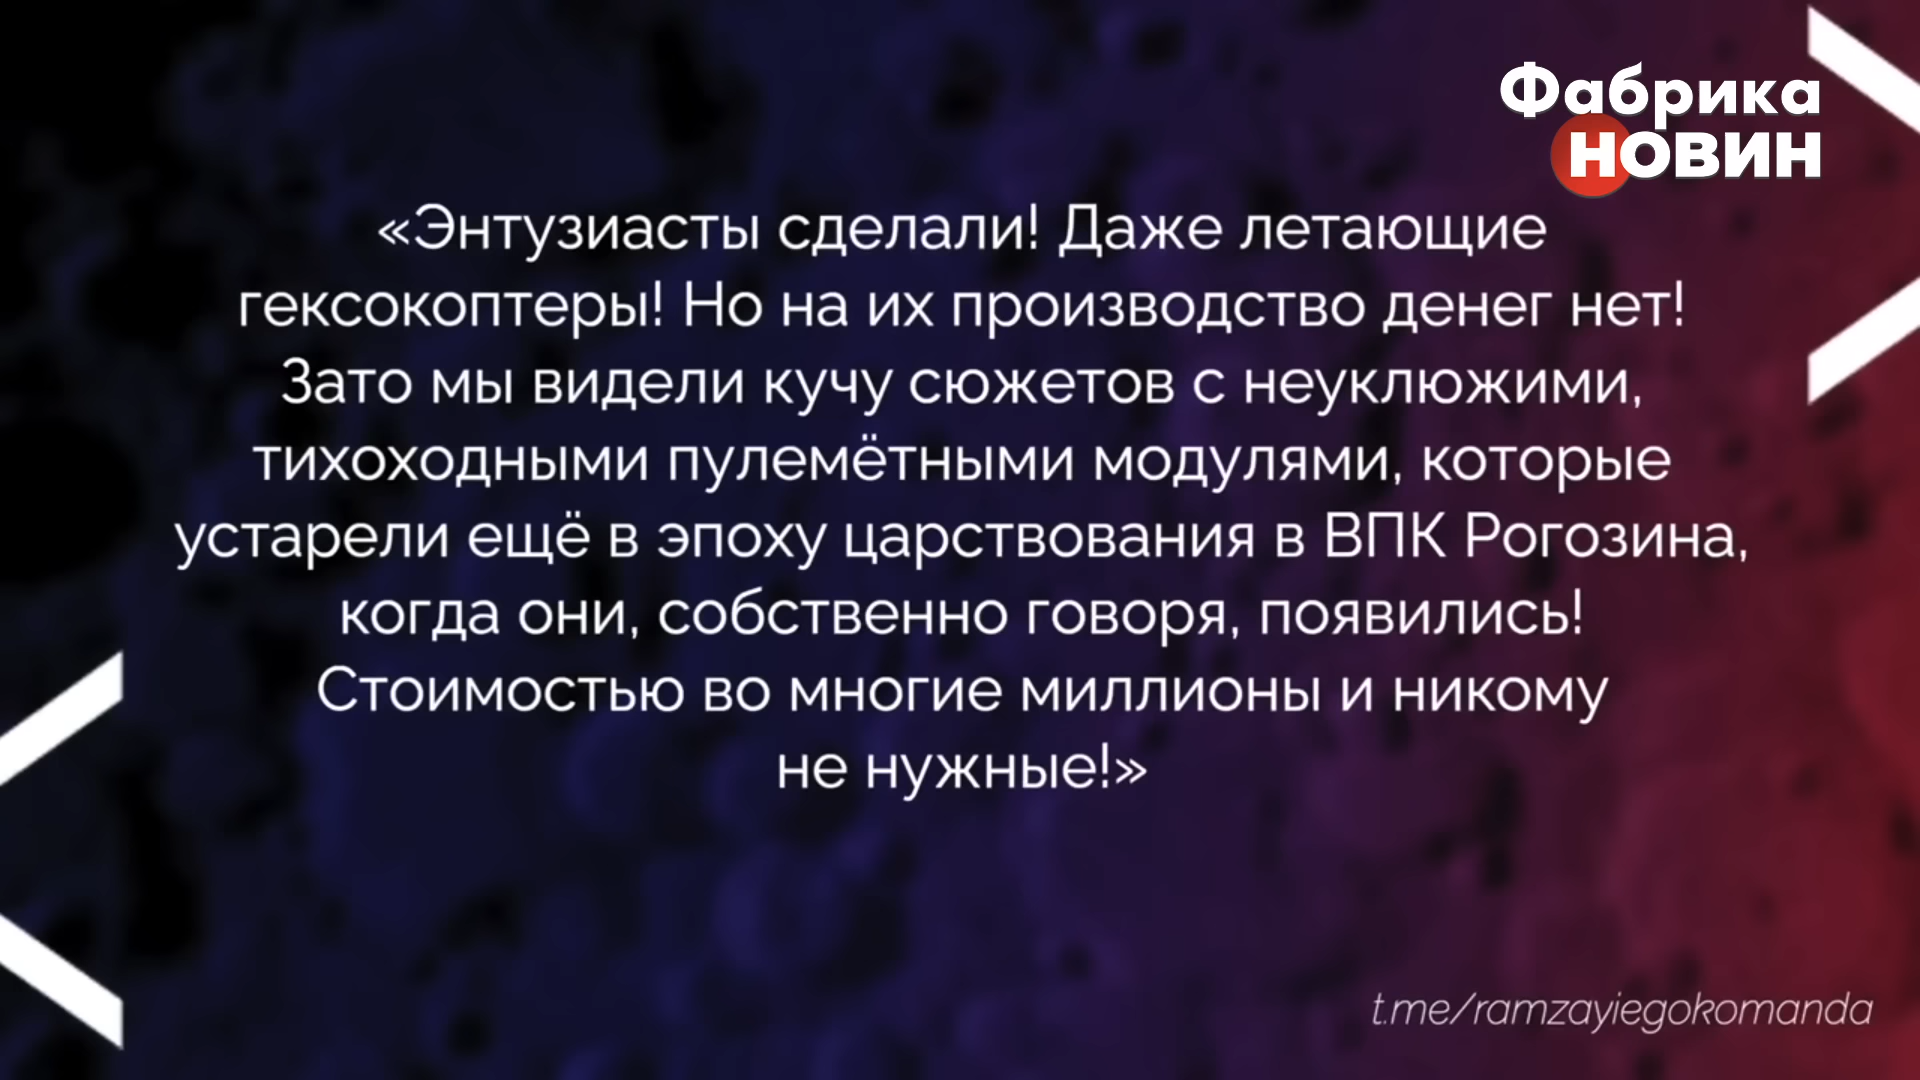 Фабрика
новин
«Энтузиасты сделали! Даже летающие
гексокоптеры! Но на их производство денег нет!
Зато мы видели кучу сюжетов с неуклюжими,
тихоходными пулемётными модулями, которые
устарели ещё в эпоху царствования в ВПК Рогозина,
когда они, собственно говоря, появились!
Стоимостью во многие миллионы и никому
не нужные!»
t.me/ramzayiegokomanda